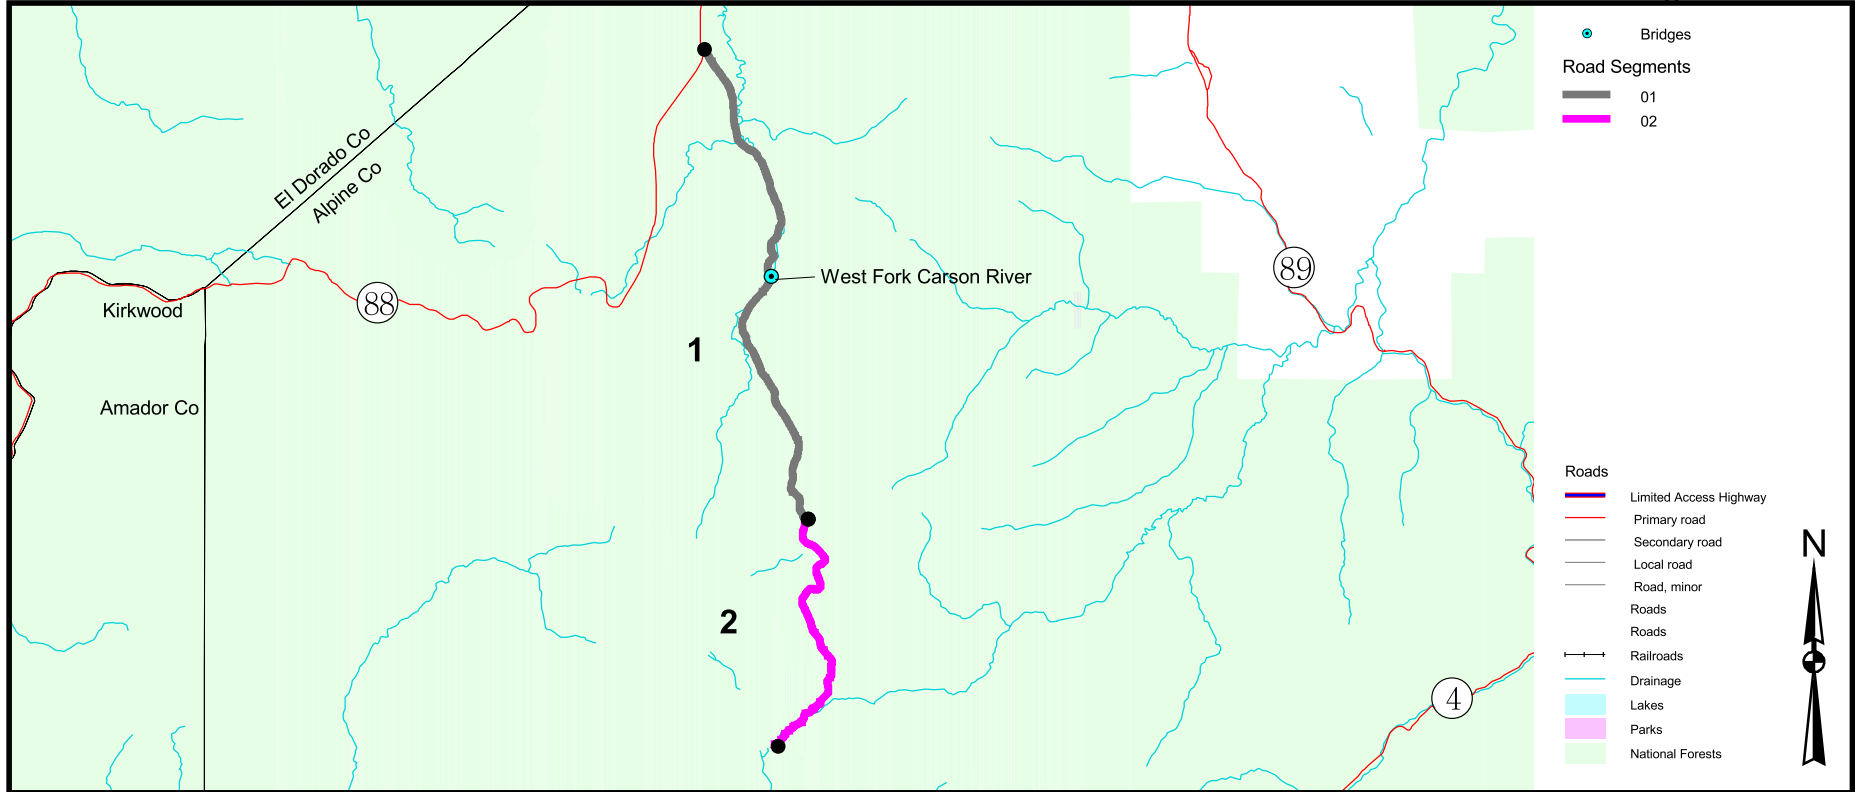 Bridges
Road Segments
01
02
El Dorado Co
Alpine Co
89
West Fork Carson River
88
Kirkwood
1
Amador Co
Roads
Limited Access Highway
Primary road
Secondary road
Local road
Road, minor
Roads
Roads
Railroads
Drainage
Lakes
Parks
National Forests
N
2
4